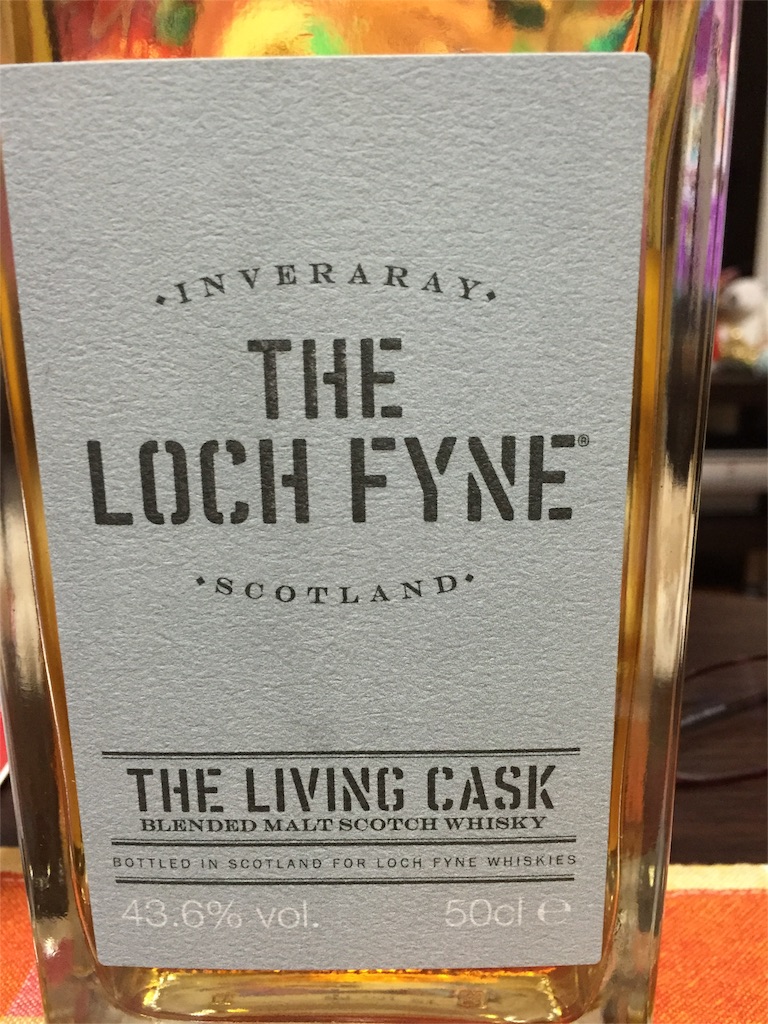 INVERARAY
THE
LOCH FYNE®
SCOTLAND
THE LIVING CASK
BLENDED MALT SCOTCH WHISKY
BOTTLED IN SCOTLAND FOR LOCH FYNE WHISKIES
43.6% vol. 50cl ℮